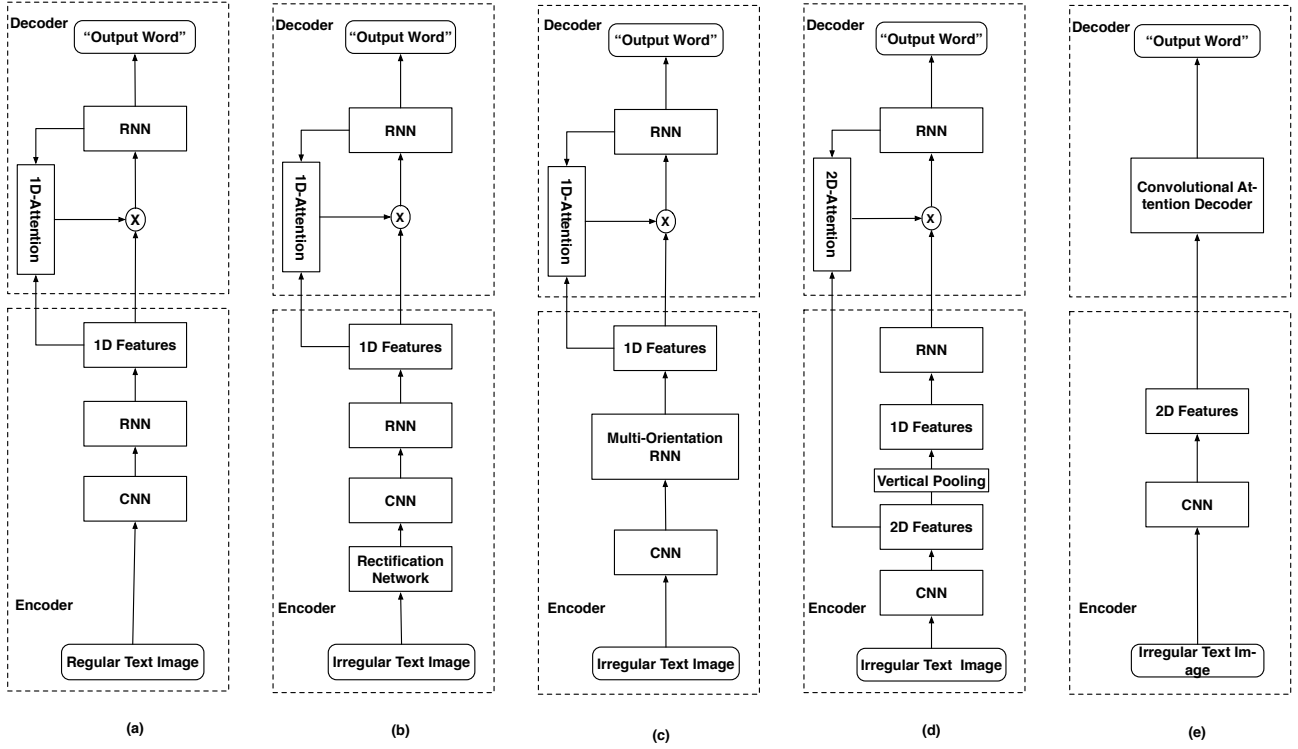 Decoder
“Output Word”
RNN
1D-Attention
X
1D Features
RNN
CNN
Encoder
Regular Text Image
(a)
Decoder
“Output Word”
RNN
1D-Attention
X
1D Features
RNN
CNN
Rectification
Network
Encoder
Irregular Text Image
(b)
Decoder
“Output Word”
RNN
1D-Attention
X
1D Features
Multi-Orientation
RNN
CNN
Encoder
Irregular Text Image
(c)
Decoder
“Output Word”
RNN
2D-Attention
X
RNN
1D Features
Vertical Pooling
2D Features
CNN
Encoder
Irregular Text Image
(d)
Decoder
“Output Word”
Convolutional At-
tention Decoder
2D Features
CNN
Encoder
Irregular Text Im-
age
(e)